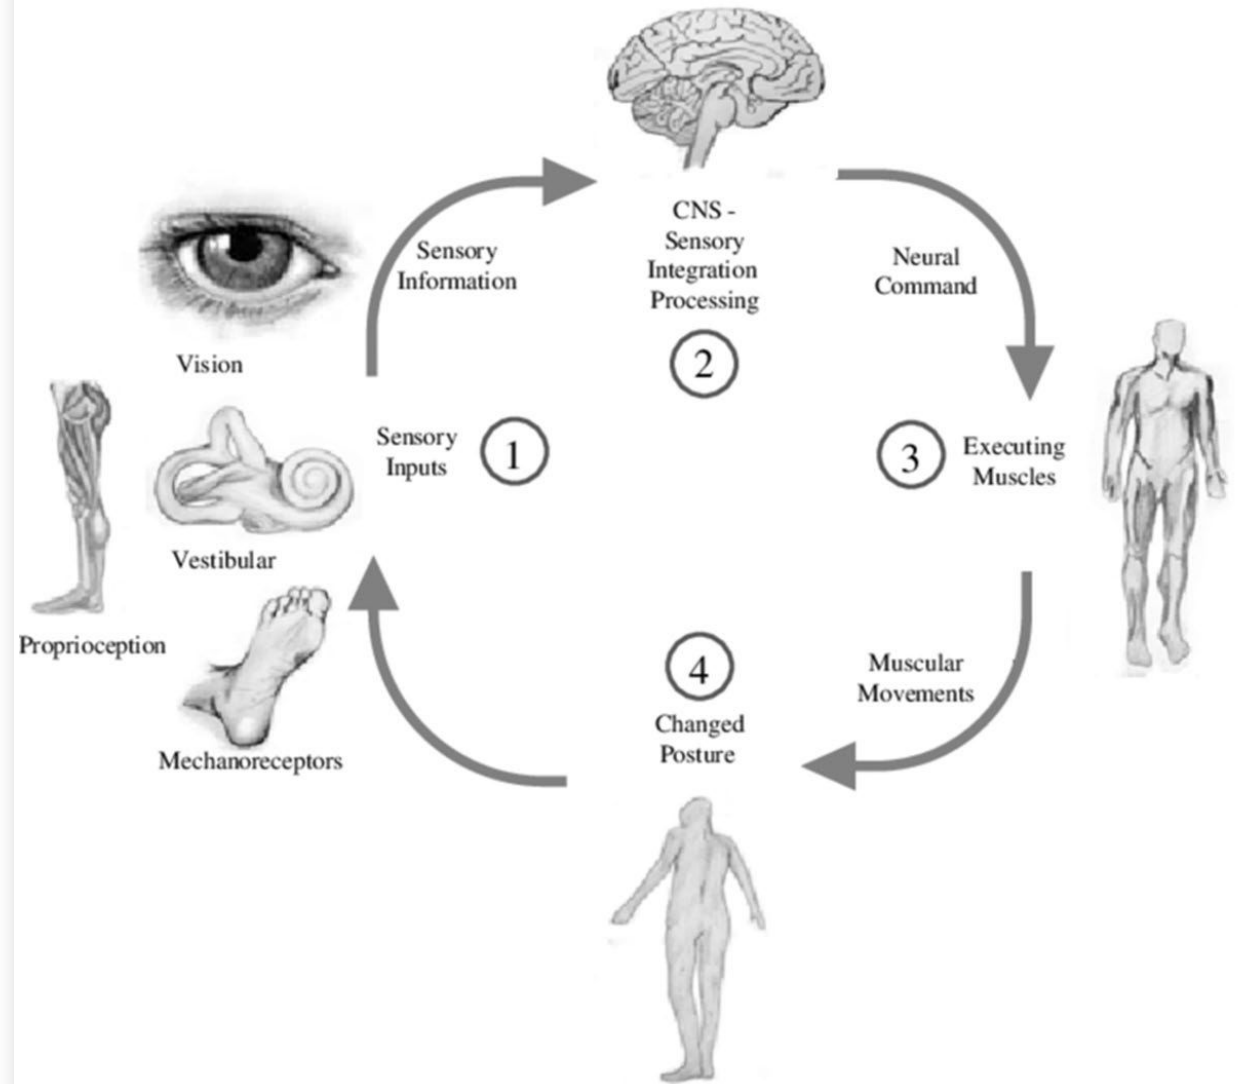 CNS -
Sensory
Integration
Processing
2
Sensory
Information
Neural
Command
Vision
Sensory
Inputs
1
3
Executing
Muscles
Vestibular
Proprioception
Mechanoreceptors
4
Changed
Posture
Muscular
Movements